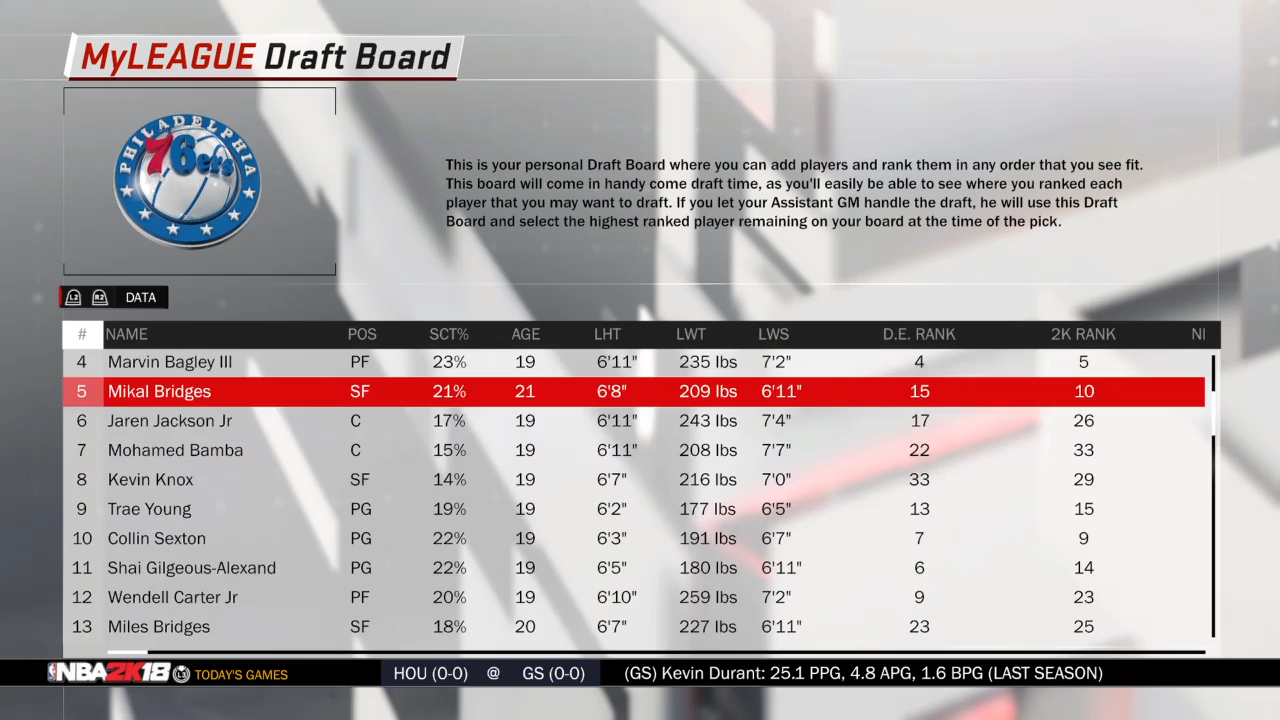 MyLEAGUE Draft Board
PHILADELPHIA
76ers
This is your personal Draft Board where you can add players and rank them in any order that you see fit.
This board will come in handy come draft time, as you'll easily be able to see where you ranked each
player that you may want to draft. If you let your Assistant GM handle the draft, he will use this Draft
Board and select the highest ranked player remaining on your board at the time of the pick.
L2 R2 DATA
# NAME POS SCT% AGE LHT LWT LWS D.E. RANK 2K RANK NI
4 Marvin Bagley III PF 23% 19 6'11" 235 lbs 7'2" 4 5
5 Mikal Bridges SF 21% 21 6'8" 209 lbs 6'11" 15 10
6 Jaren Jackson Jr C 17% 19 6'11" 243 lbs 7'4" 17 26
7 Mohamed Bamba C 15% 19 6'11" 208 lbs 7'7" 22 33
8 Kevin Knox SF 14% 19 6'7" 216 lbs 7'0" 33 29
9 Trae Young PG 19% 19 6'2" 177 lbs 6'5" 13 15
10 Collin Sexton PG 22% 19 6'3" 191 lbs 6'7" 7 9
11 Shai Gilgeous-Alexand PG 22% 19 6'5" 180 lbs 6'11" 6 14
12 Wendell Carter Jr PF 20% 19 6'10" 259 lbs 7'2" 9 23
13 Miles Bridges SF 18% 20 6'7" 227 lbs 6'11" 23 25
NBA2K18 TODAY'S GAMES HOU (0-0) @ GS (0-0) (GS) Kevin Durant: 25.1 PPG, 4.8 APG, 1.6 BPG (LAST SEASON)